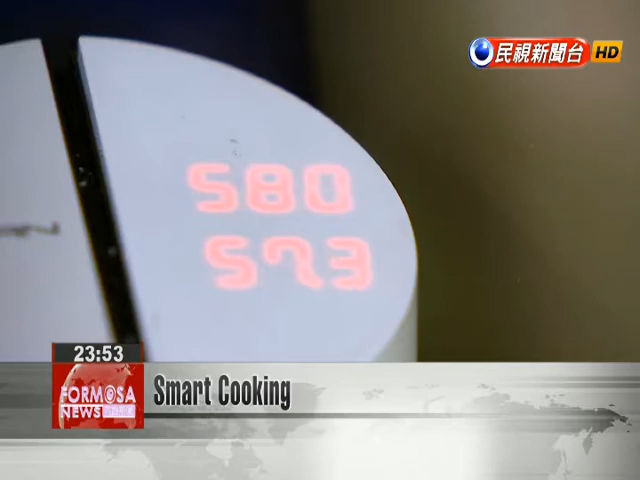 民視新聞台 HD
580
573
23:53
FORMOSA
NEWS
Smart Cooking